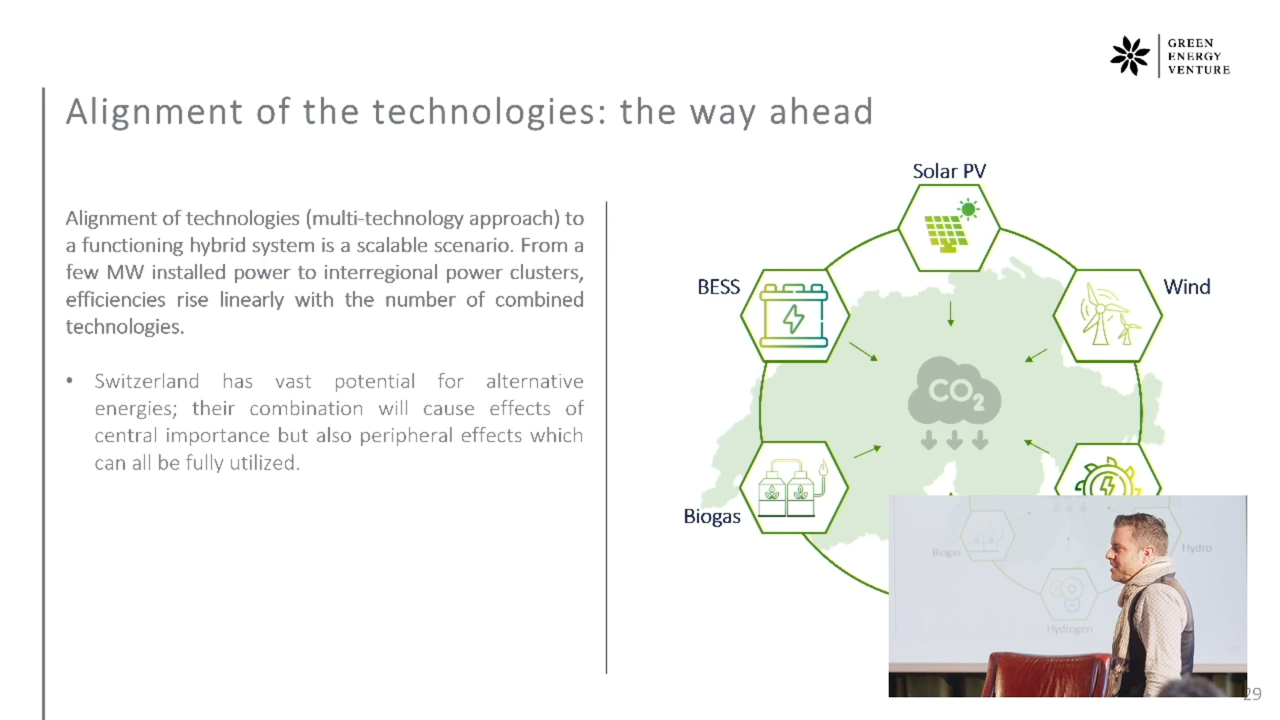 GREEN
ENERGY
VENTURE
Alignment of the technologies: the way ahead
Alignment of technologies (multi-technology approach) to
a functioning hybrid system is a scalable scenario. From a
few MW installed power to interregional power clusters,
efficiencies rise linearly with the number of combined
technologies.
• Switzerland has vast potential for alternative
energies; their combination will cause effects of
central importance but also peripheral effects which
can all be fully utilized.
Solar PV
BESS
Wind
CO2
Biogas
Biogas
Hydro
Hydrogen
29